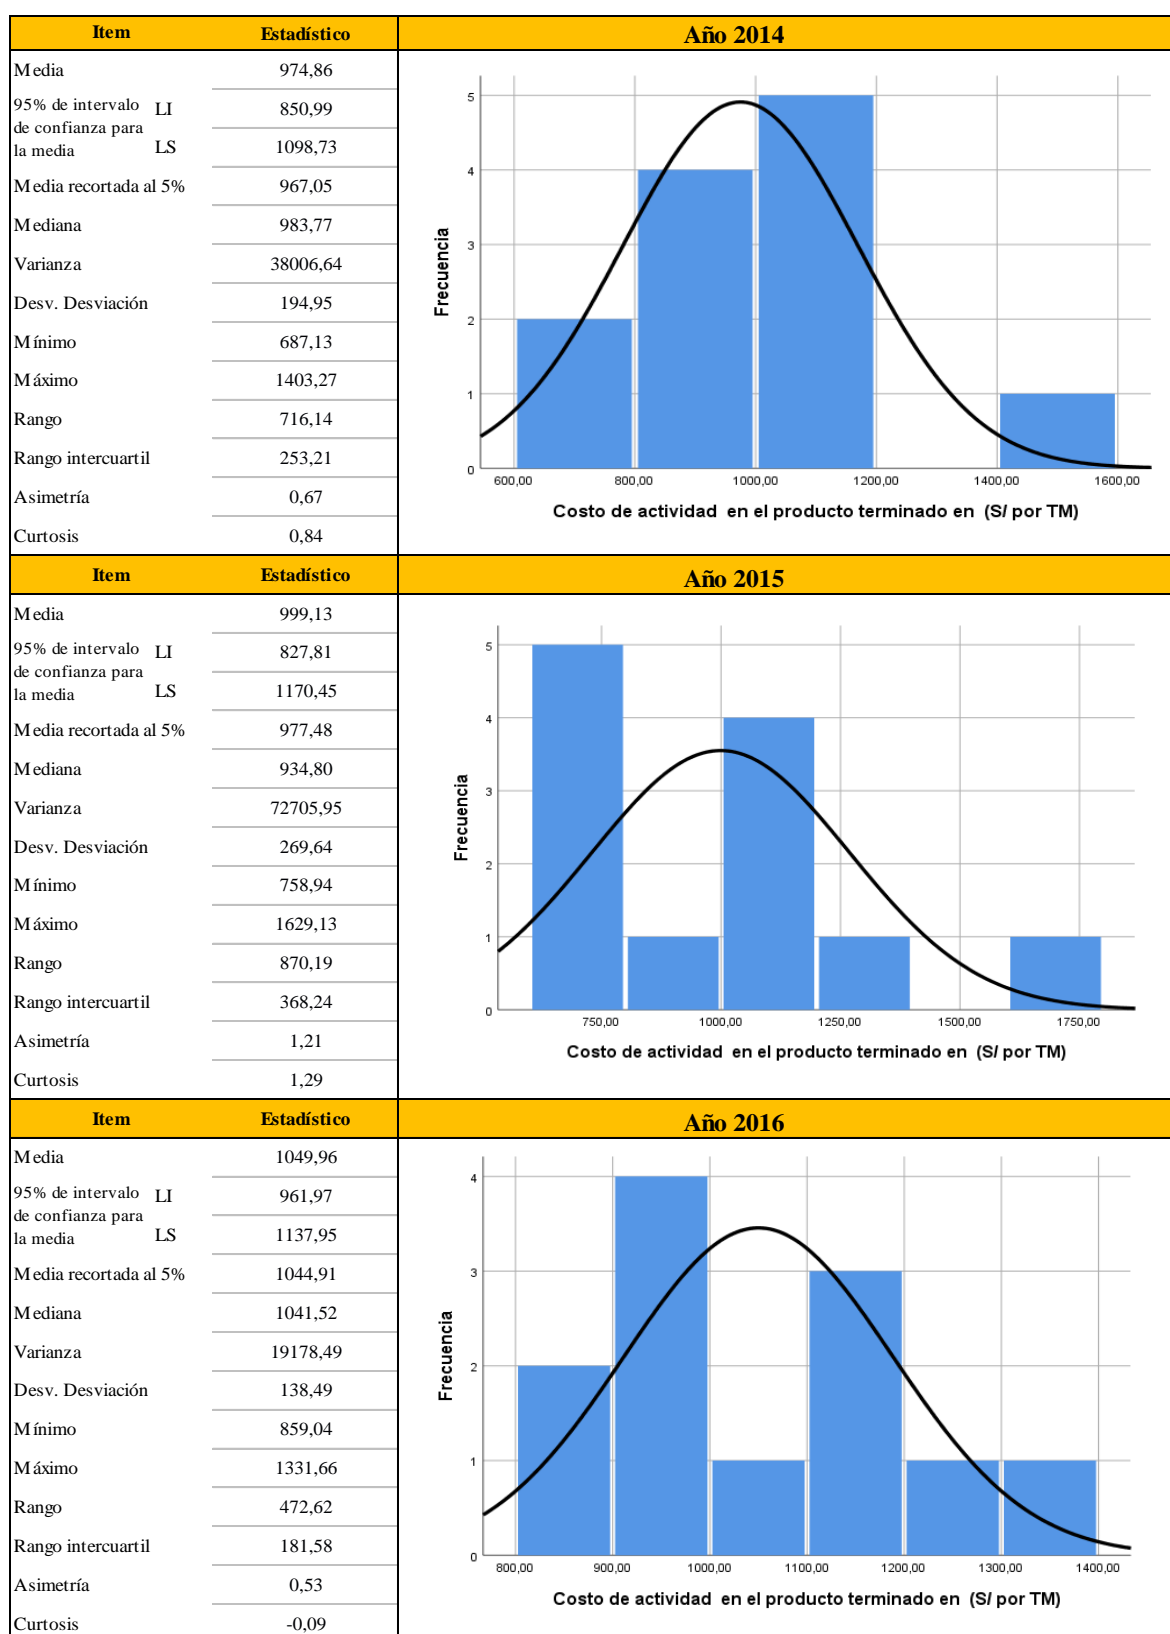 Item Estadístico Año 2014
Media 974,86
95% de intervalo de confianza para la media LI 850,99
LS 1098,73
Media recortada al 5% 967,05
Mediana 983,77
Varianza 38006,64
Desv. Desviación 194,95
Mínimo 687,13
Máximo 1403,27
Rango 716,14
Rango intercuartil 253,21
Asimetría 0,67
Curtosis 0,84
Frecuencia
5
4
3
2
1
0
600,00 800,00 1000,00 1200,00 1400,00 1600,00
Costo de actividad en el producto terminado en (S/ por TM)
Item Estadístico Año 2015
Media 999,13
95% de intervalo de confianza para la media LI 827,81
LS 1170,45
Media recortada al 5% 977,48
Mediana 934,80
Varianza 72705,95
Desv. Desviación 269,64
Mínimo 758,94
Máximo 1629,13
Rango 870,19
Rango intercuartil 368,24
Asimetría 1,21
Curtosis 1,29
Frecuencia
5
4
3
2
1
0
750,00 1000,00 1250,00 1500,00 1750,00
Costo de actividad en el producto terminado en (S/ por TM)
Item Estadístico Año 2016
Media 1049,96
95% de intervalo de confianza para la media LI 961,97
LS 1137,95
Media recortada al 5% 1044,91
Mediana 1041,52
Varianza 19178,49
Desv. Desviación 138,49
Mínimo 859,04
Máximo 1331,66
Rango 472,62
Rango intercuartil 181,58
Asimetría 0,53
Curtosis -0,09
Frecuencia
4
3
2
1
0
800,00 900,00 1000,00 1100,00 1200,00 1300,00 1400,00
Costo de actividad en el producto terminado en (S/ por TM)